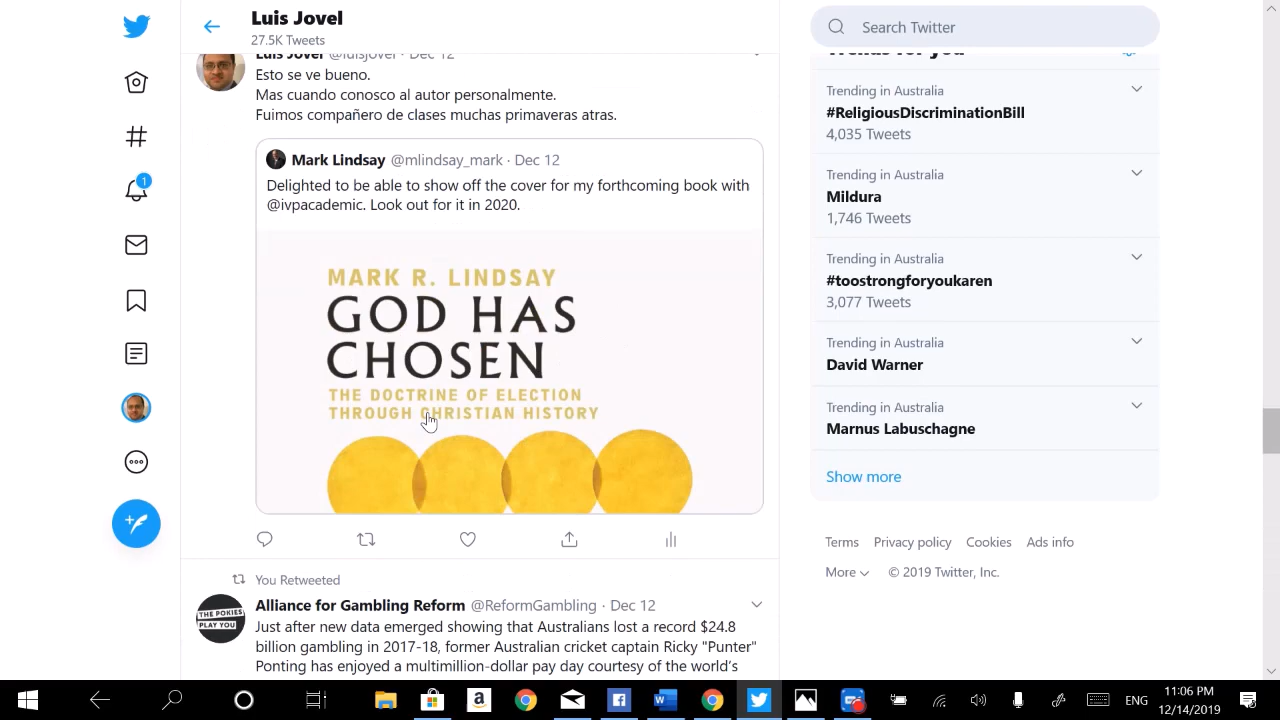 Luis Jovel
27.5K Tweets
Search Twitter
Luis Jovel @luisjovel · Dec 12
Esto se ve bueno.
Mas cuando conosco al autor personalmente.
Fuimos compañero de clases muchas primaveras atras.
Mark Lindsay @mlindsay_mark · Dec 12
Delighted to be able to show off the cover for my forthcoming book with
@ivpacademic. Look out for it in 2020.
MARK R. LINDSAY
GOD HAS
CHOSEN
THE DOCTRINE OF ELECTION
THROUGH CHRISTIAN HISTORY
You Retweeted
THE POKIES
PLAY YOU
Alliance for Gambling Reform @ReformGambling · Dec 12
Just after new data emerged showing that Australians lost a record $24.8
billion gambling in 2017-18, former Australian cricket captain Ricky "Punter"
Ponting has enjoyed a multimillion-dollar pay day courtesy of the world's
Trends for you
Trending in Australia
#ReligiousDiscriminationBill
4,035 Tweets
Trending in Australia
Mildura
1,746 Tweets
Trending in Australia
#toostrongforyoukaren
3,077 Tweets
Trending in Australia
David Warner
Trending in Australia
Marnus Labuschagne
Show more
Terms Privacy policy Cookies Ads info
More © 2019 Twitter, Inc.
1
ENG
11:06 PM
12/14/2019